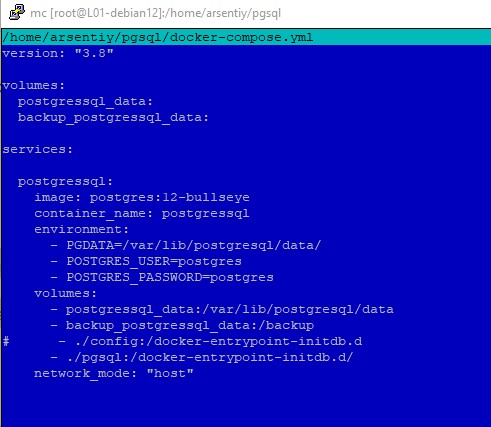 mc [root@L01-debian12]:/home/arsentiy/pgsql
/home/arsentiy/pgsql/docker-compose.yml
version: "3.8"
volumes:
  postgressql_data:
  backup_postgressql_data:
services:
  postgressql:
    image: postgres:12-bullseye
    container_name: postgressql
    environment:
      - PGDATA=/var/lib/postgresql/data/
      - POSTGRES_USER=postgres
      - POSTGRES_PASSWORD=postgres
    volumes:
      - postgressql_data:/var/lib/postgresql/data
      - backup_postgressql_data:/backup
#      - ./config:/docker-entrypoint-initdb.d
      - ./pgsql:/docker-entrypoint-initdb.d/
    network_mode: "host"